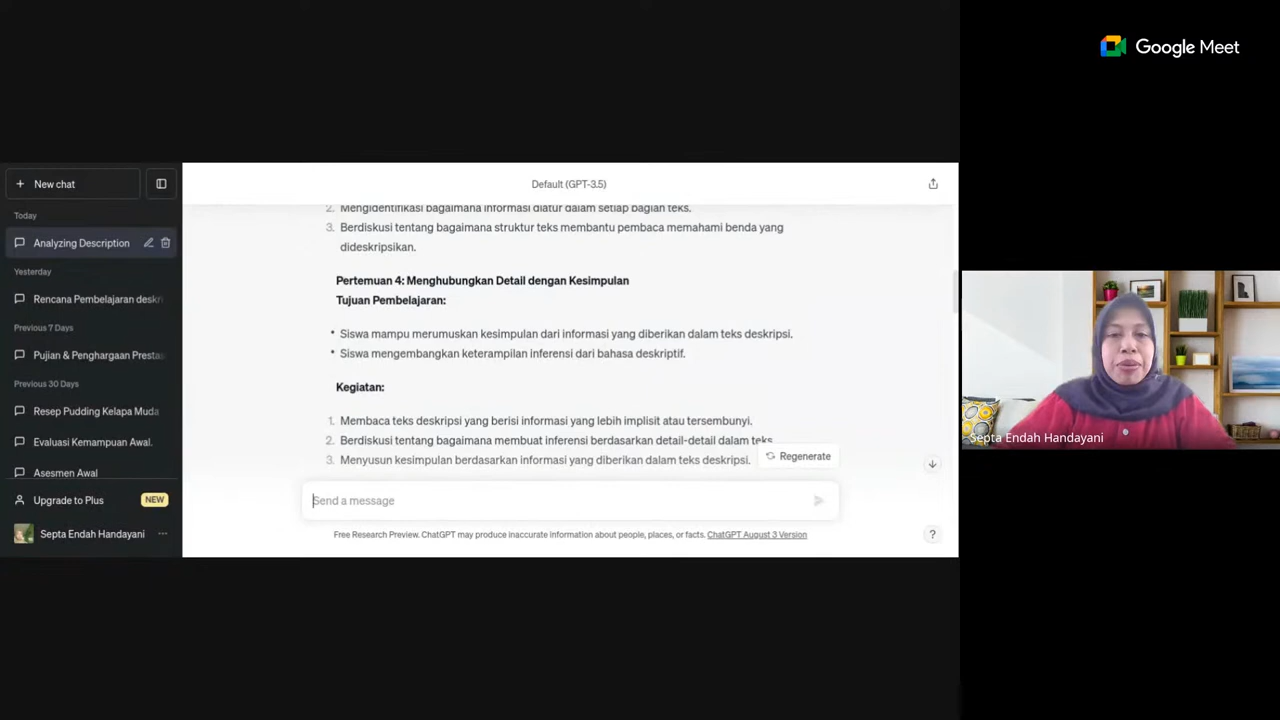 Google Meet
New chat
Default (GPT-3.5)
Today
Analyzing Description
Yesterday
Rencana Pembelajaran deskri
Previous 7 Days
Pujian & Penghargaan Prestas
Previous 30 Days
Resep Pudding Kelapa Muda
Evaluasi Kemampuan Awal.
Asesmen Awal
Upgrade to Plus
NEW
Septa Endah Handayani
2. Mengidentifikasi bagaimana informasi diatur dalam setiap bagian teks.
3. Berdiskusi tentang bagaimana struktur teks membantu pembaca memahami benda yang
dideskripsikan.
Pertemuan 4: Menghubungkan Detail dengan Kesimpulan
Tujuan Pembelajaran:
• Siswa mampu merumuskan kesimpulan dari informasi yang diberikan dalam teks deskripsi.
• Siswa mengembangkan keterampilan inferensi dari bahasa deskriptif.
Kegiatan:
1. Membaca teks deskripsi yang berisi informasi yang lebih implisit atau tersembunyi.
2. Berdiskusi tentang bagaimana membuat inferensi berdasarkan detail-detail dalam teks.
3. Menyusun kesimpulan berdasarkan informasi yang diberikan dalam teks deskripsi.
Regenerate
Send a message
Free Research Preview. ChatGPT may produce inaccurate information about people, places, or facts. ChatGPT August 3 Version
?
Septa Endah Handayani